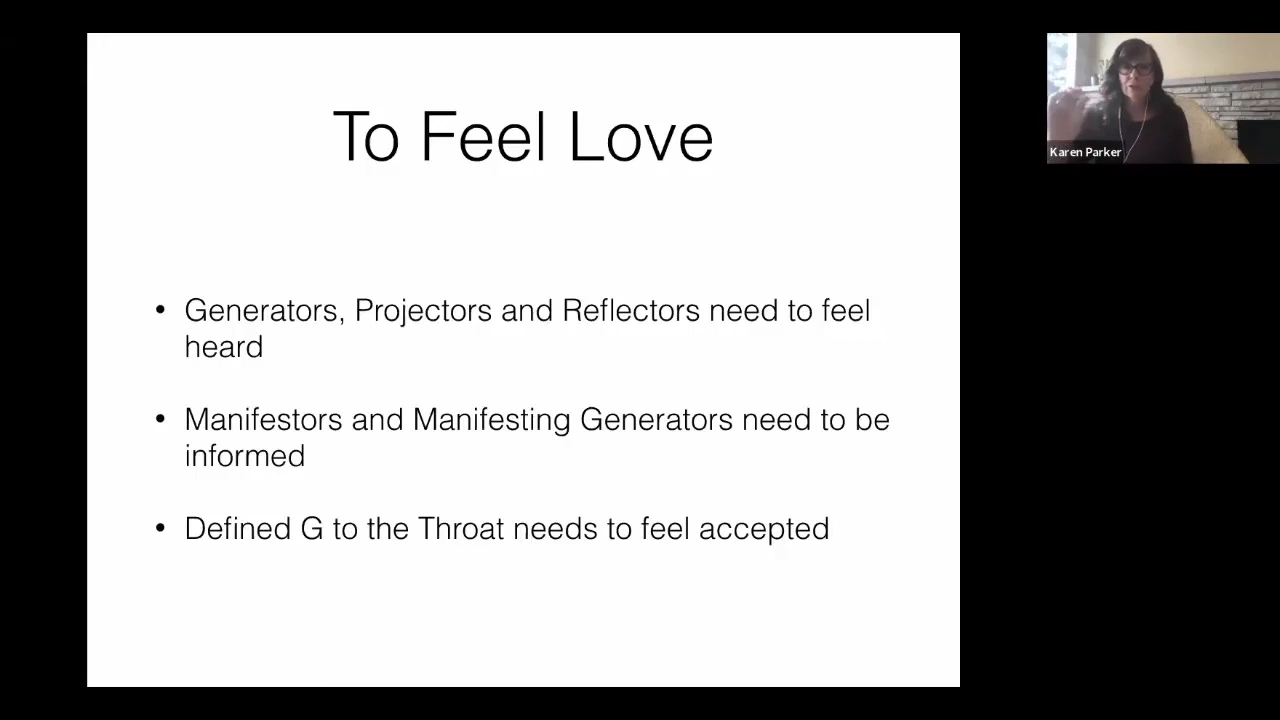 To Feel Love
• Generators, Projectors and Reflectors need to feel
heard
• Manifestors and Manifesting Generators need to be
informed
• Defined G to the Throat needs to feel accepted
Karen Parker